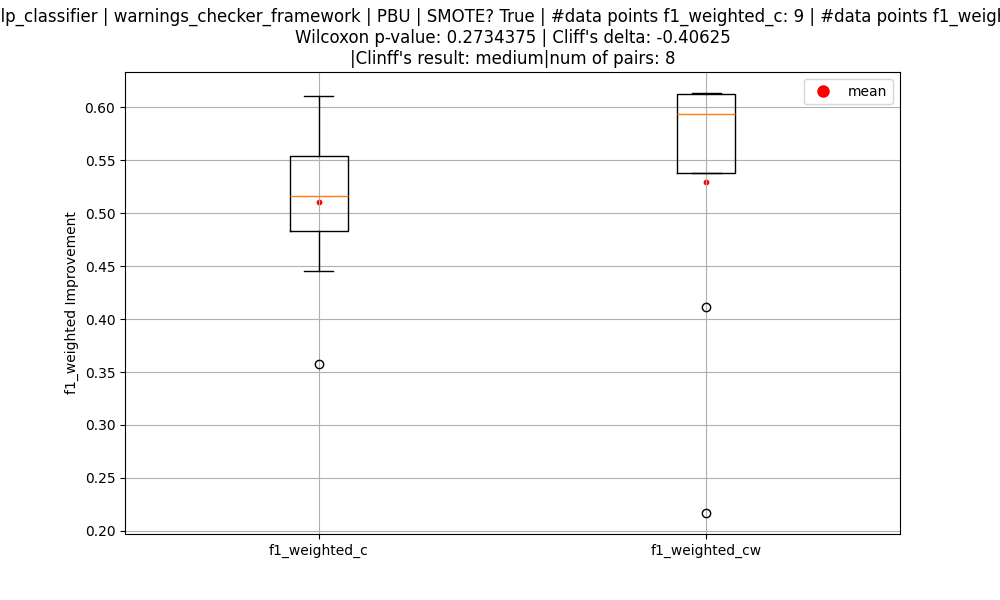 lp_classifier | warnings_checker_framework | PBU | SMOTE? True | #data points f1_weighted_c: 9 | #data points f1_weigh
Wilcoxon p-value: 0.2734375 | Cliff's delta: -0.40625
|Clinff's result: medium|num of pairs: 8
mean
0.60
0.55
0.50
0.45
0.40
0.35
0.30
0.25
0.20
f1_weighted Improvement
f1_weighted_c
f1_weighted_cw